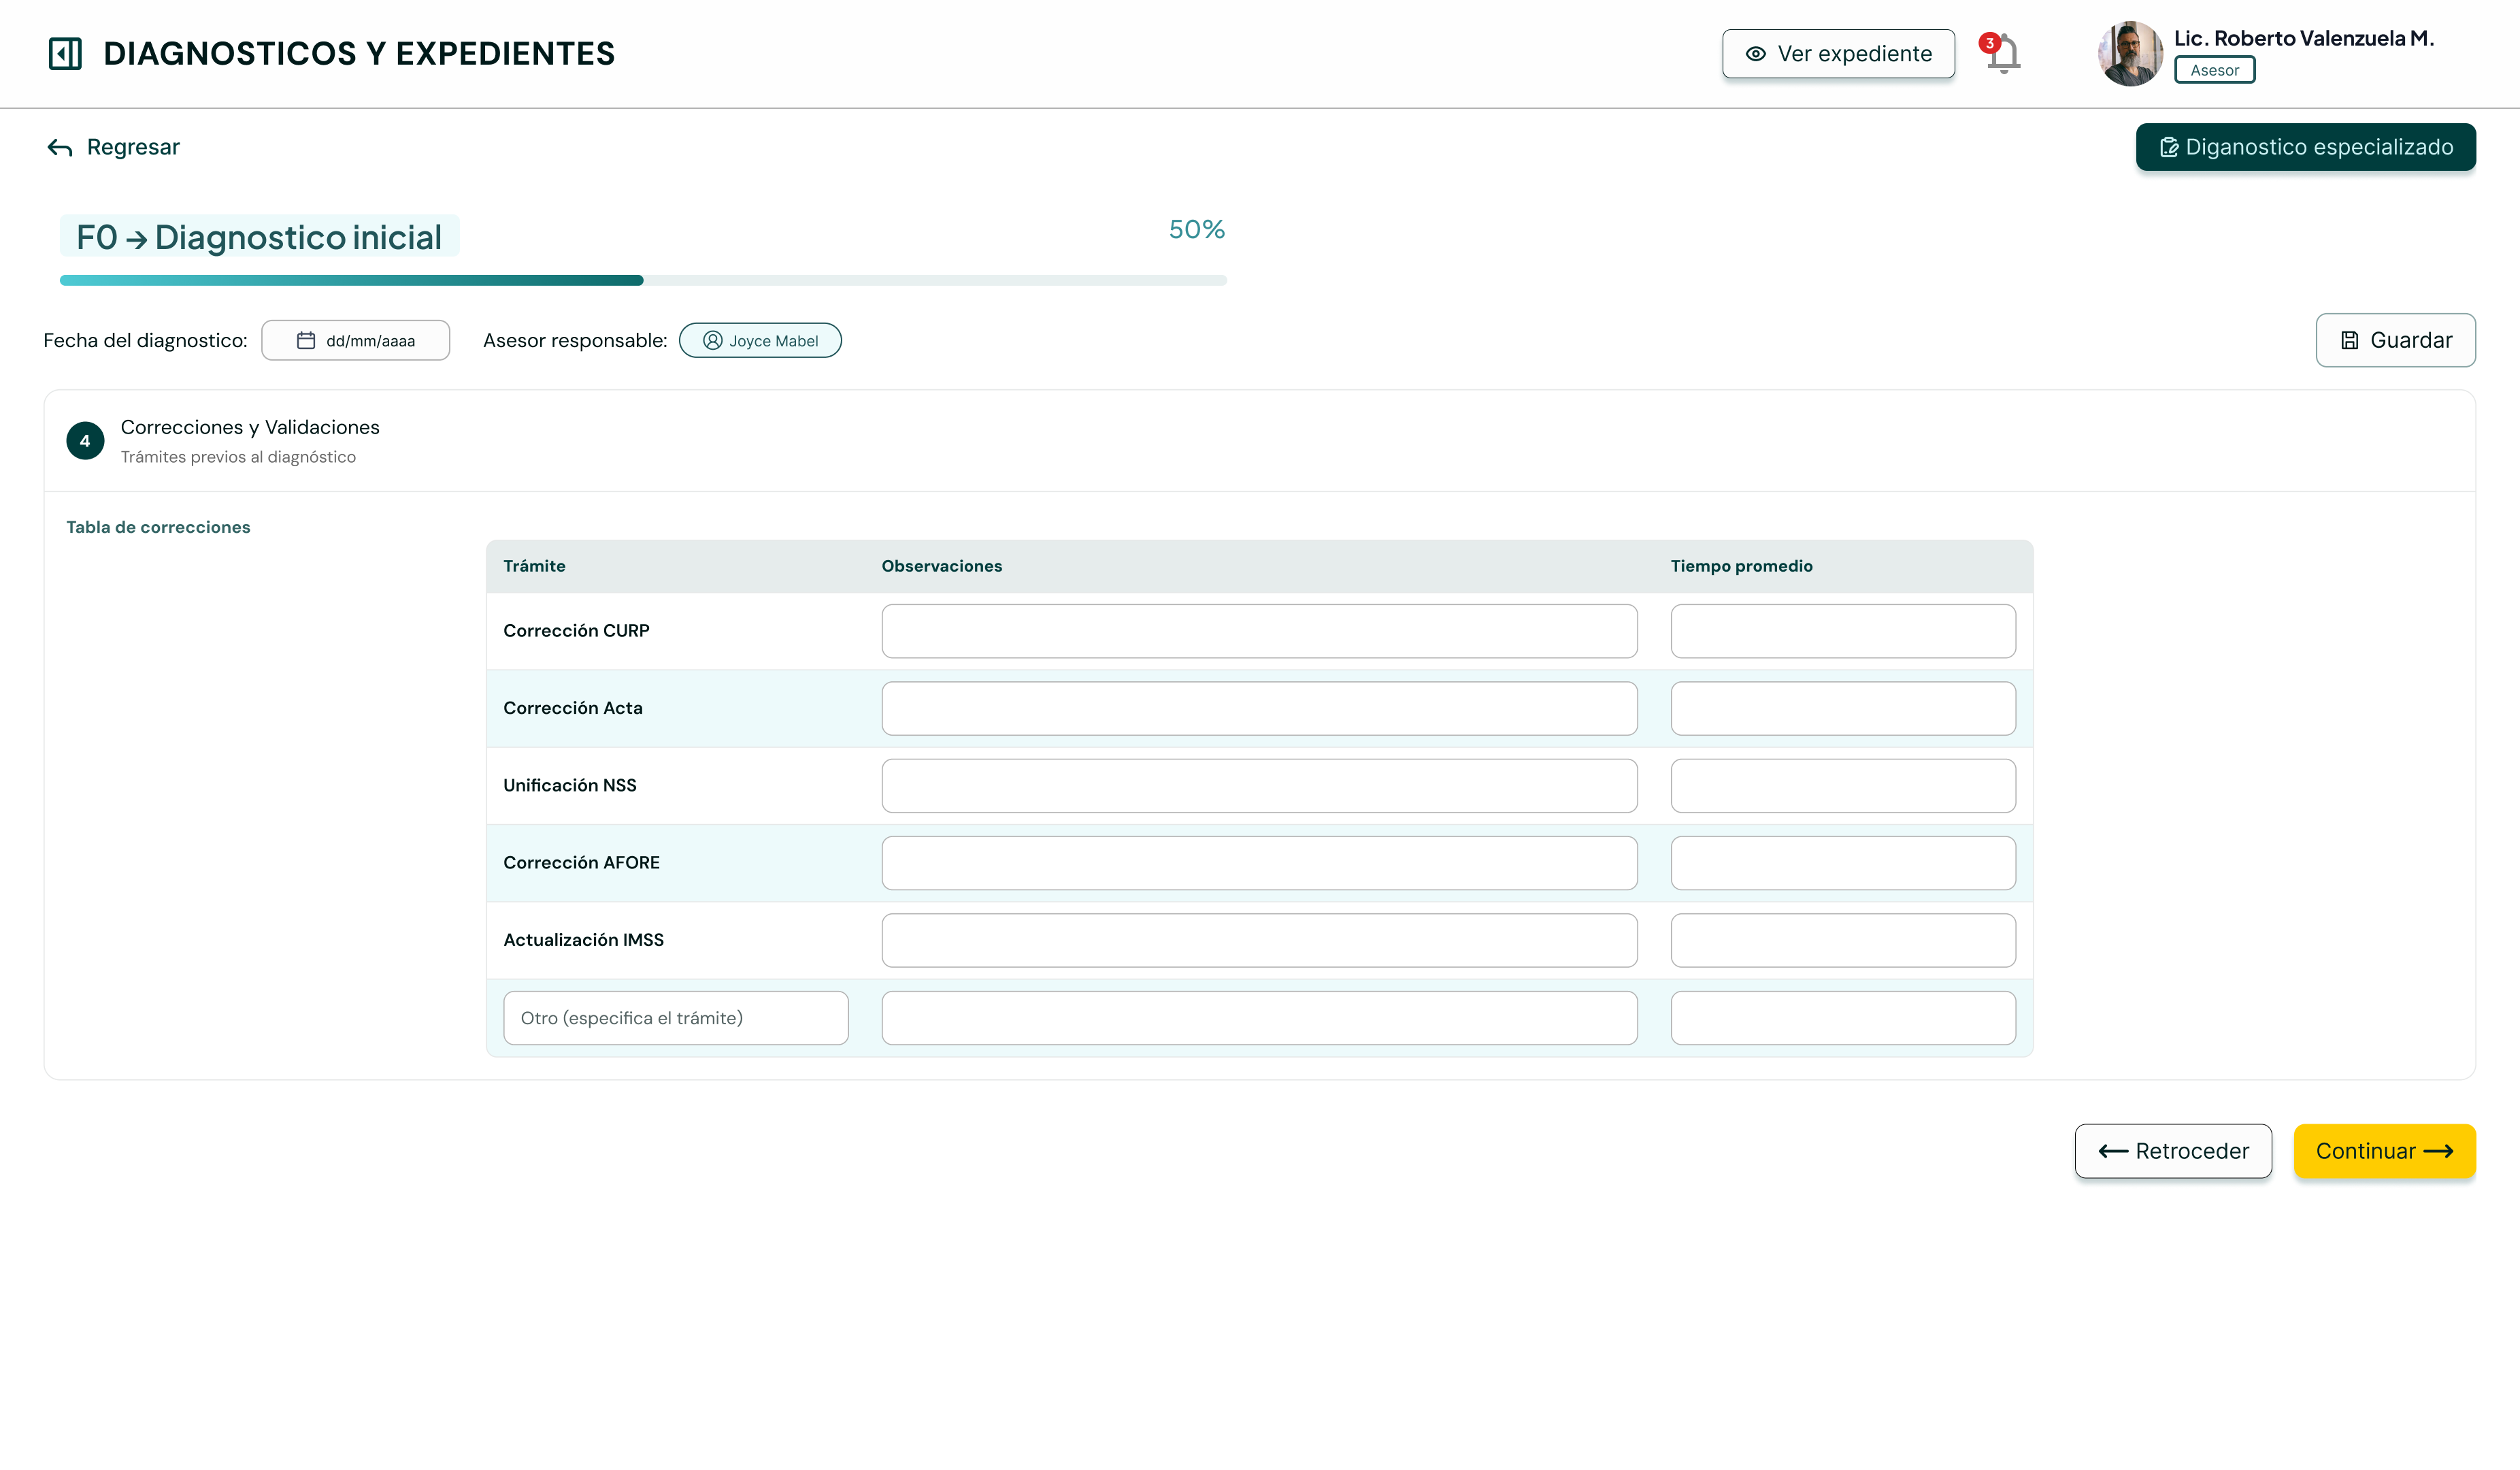 DIAGNOSTICOS Y EXPEDIENTES
Ver expediente
3
Lic. Roberto Valenzuela M.
Asesor
Regresar
Diganostico especializado
F0 → Diagnostico inicial
50%
Fecha del diagnostico:
dd/mm/aaaa
Asesor responsable:
Joyce Mabel
Guardar
4
Correcciones y Validaciones
Trámites previos al diagnóstico
Tabla de correcciones
Trámite
Observaciones
Tiempo promedio
Corrección CURP
Corrección Acta
Unificación NSS
Corrección AFORE
Actualización IMSS
Otro (especifica el trámite)
← Retroceder
Continuar →